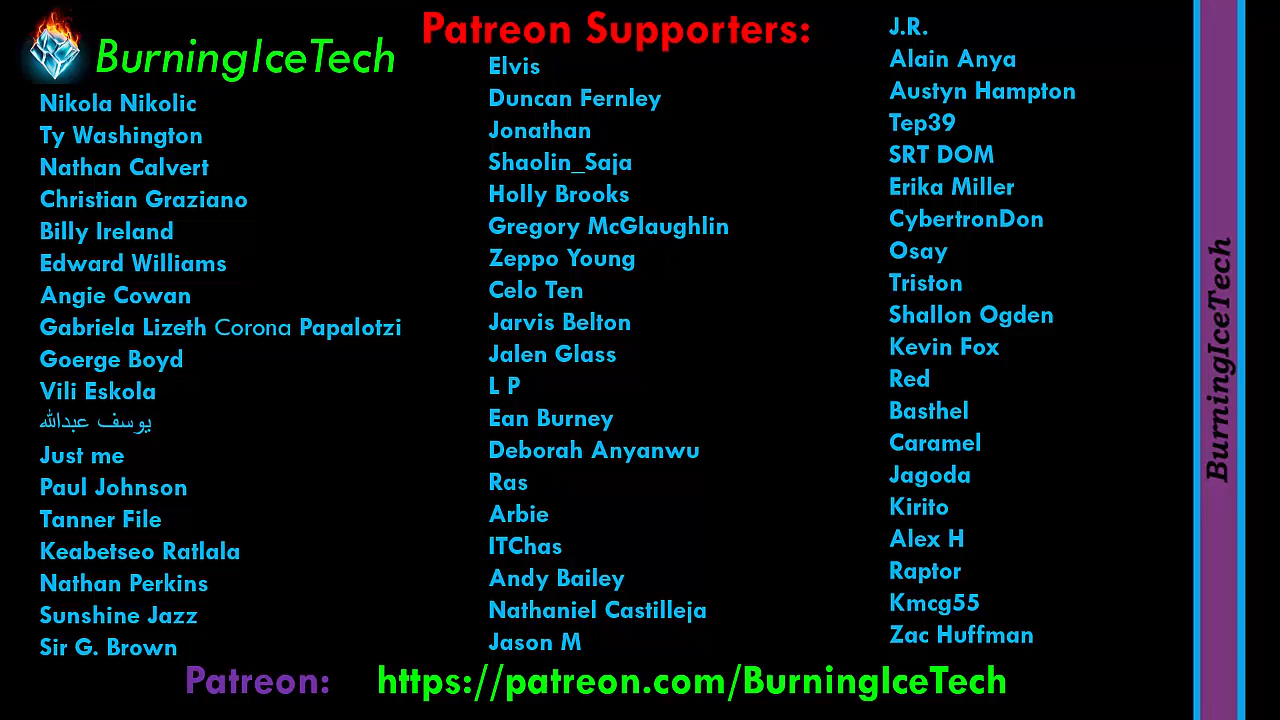 BurningIceTech
Nikola Nikolic
Ty Washington
Nathan Calvert
Christian Graziano
Billy Ireland
Edward Williams
Angie Cowan
Gabriela Lizeth Corona Papalotzi
Goerge Boyd
Vili Eskola
يوسف عبدالله
Just me
Paul Johnson
Tanner File
Keabetseo Ratlala
Nathan Perkins
Sunshine Jazz
Sir G. Brown
Patreon Supporters:
Elvis
Duncan Fernley
Jonathan
Shaolin_Saja
Holly Brooks
Gregory McGlaughlin
Zeppo Young
Celo Ten
Jarvis Belton
Jalen Glass
L P
Ean Burney
Deborah Anyanwu
Ras
Arbie
ITChas
Andy Bailey
Nathaniel Castilleja
Jason M
J.R.
Alain Anya
Austyn Hampton
Tep39
SRT DOM
Erika Miller
CybertronDon
Osay
Triston
Shallon Ogden
Kevin Fox
Red
Basthel
Caramel
Jagoda
Kirito
Alex H
Raptor
Kmcg55
Zac Huffman
Patreon: https://patreon.com/BurningIceTech
BurningIceTech